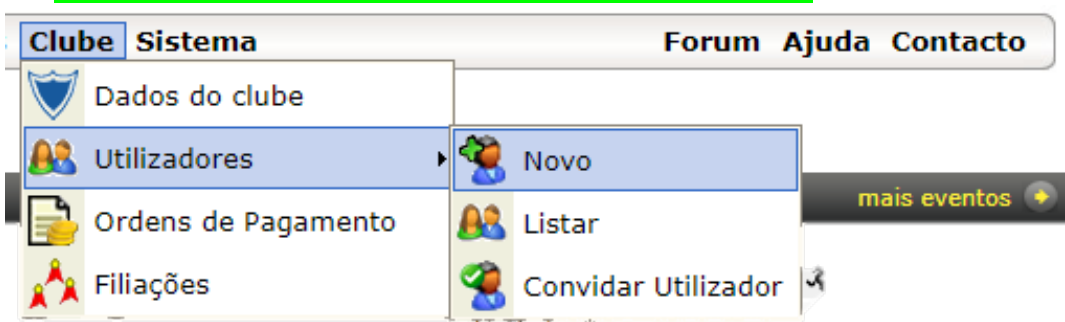 Clube Sistema Forum Ajuda Contacto
Dados do clube
Utilizadores
Novo
mais eventos
Ordens de Pagamento
Listar
Filiações
Convidar Utilizador